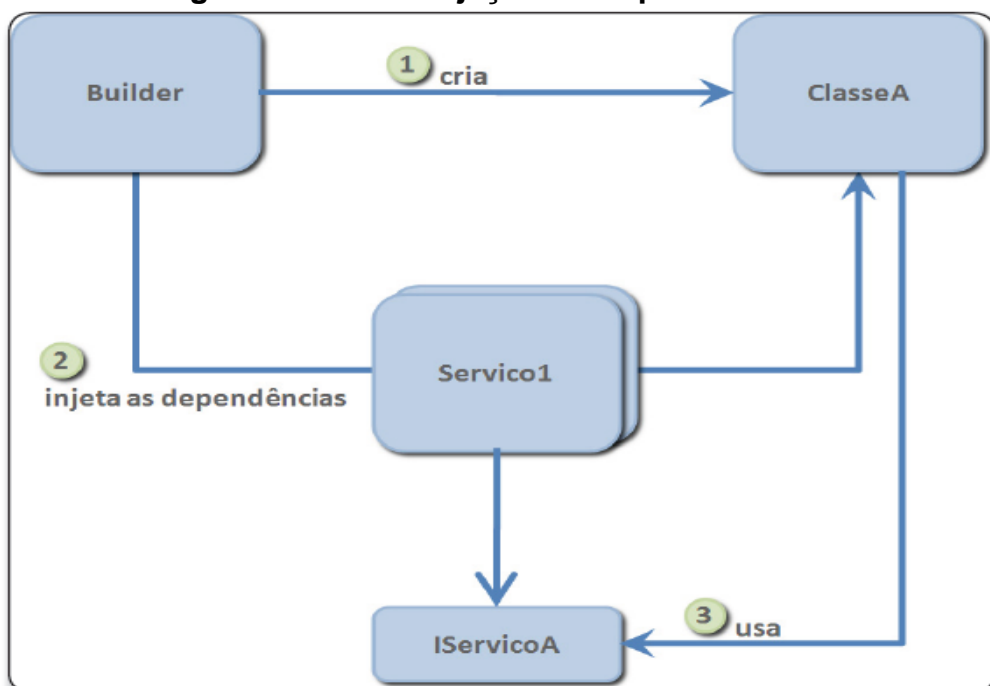 Builder
1 cria
ClasseA
2
injeta as dependências
Servico1
IServicoA
3 usa